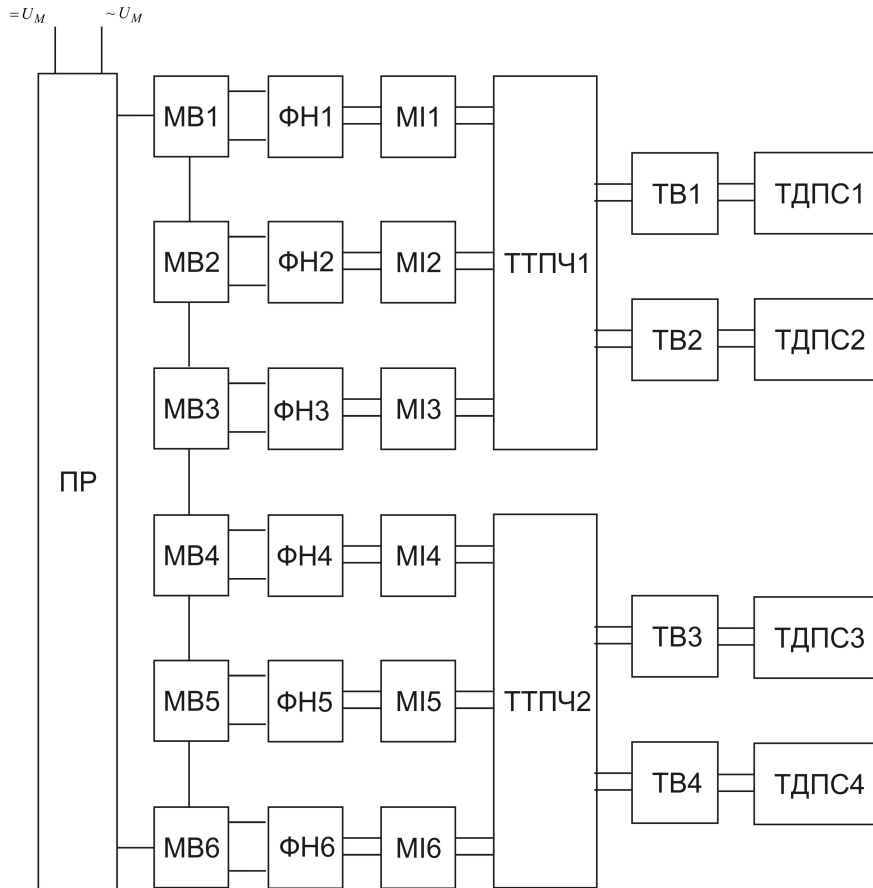 =U_M ~U_M
МВ1 ФН1 МІ1
ТВ1 ТДПС1
МВ2 ФН2 МІ2 ТТПЧ1
ТВ2 ТДПС2
МВ3 ФН3 МІ3
ПР
МВ4 ФН4 МІ4
ТВ3 ТДПС3
МВ5 ФН5 МІ5 ТТПЧ2
ТВ4 ТДПС4
МВ6 ФН6 МІ6